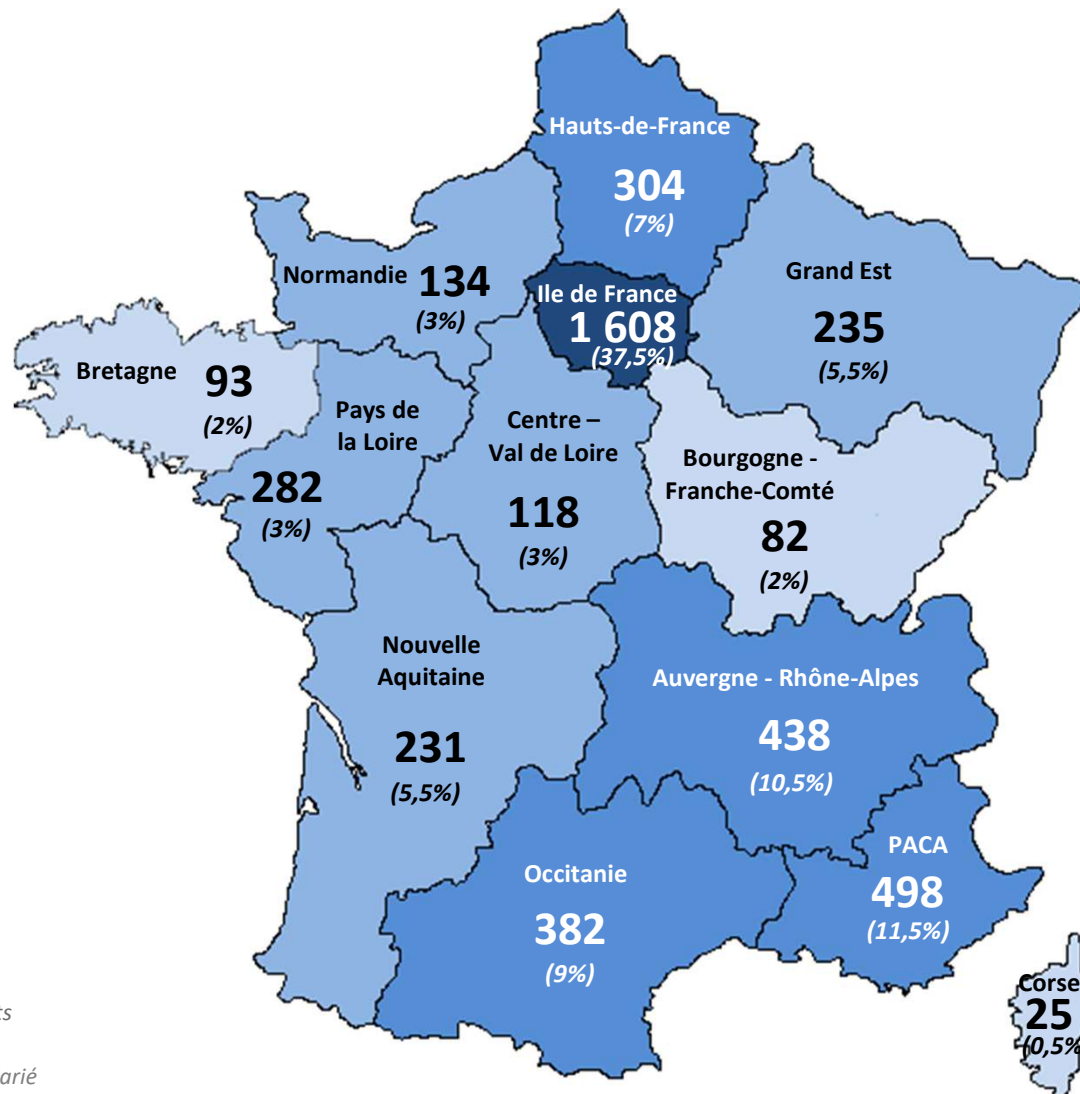 Hauts-de-France
304
(7%)
Normandie 134
(3%)
Ile de France
1 608
(37,5%)
Grand Est
235
(5,5%)
Bretagne 93
(2%)
Pays de
la Loire
282
(3%)
Centre –
Val de Loire
118
(3%)
Bourgogne -
Franche-Comté
82
(2%)
Nouvelle
Aquitaine
231
(5,5%)
Auvergne - Rhône-Alpes
438
(10,5%)
Occitanie
382
(9%)
PACA
498
(11,5%)
Corse
25
(0,5%